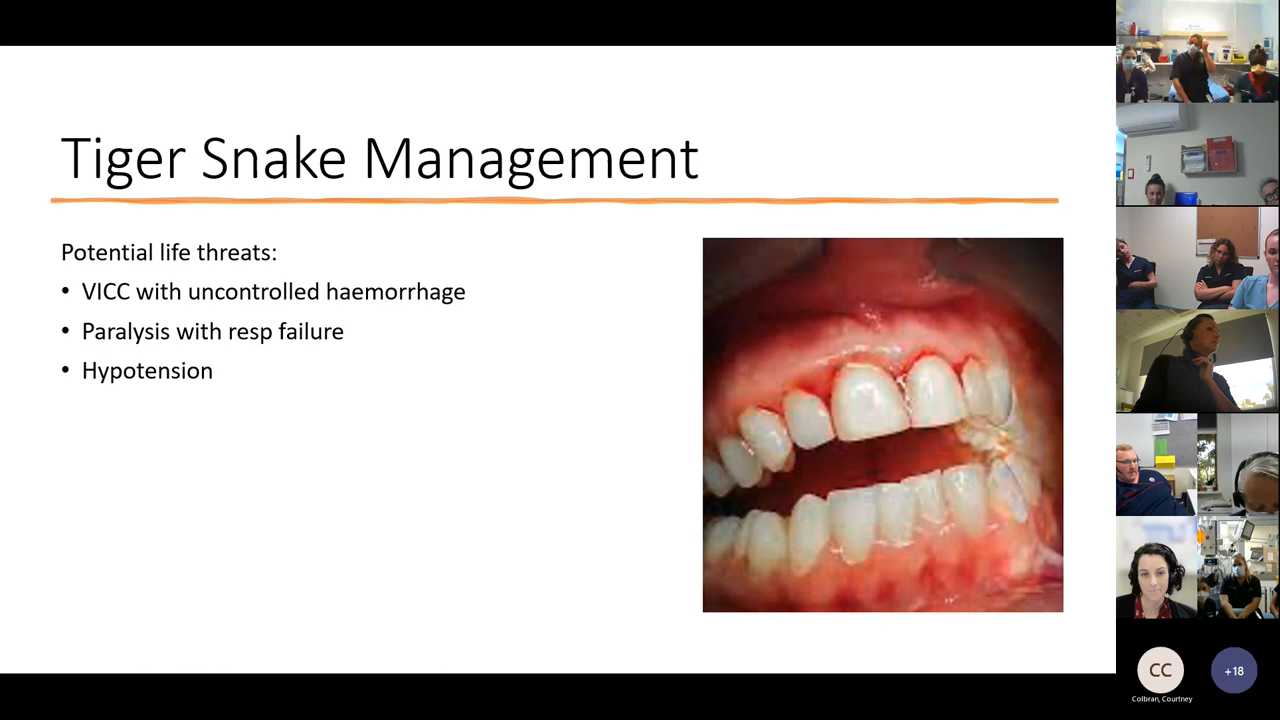 Tiger Snake Management
Potential life threats:
• VICC with uncontrolled haemorrhage
• Paralysis with resp failure
• Hypotension
CC
+18
Colbran, Courtney